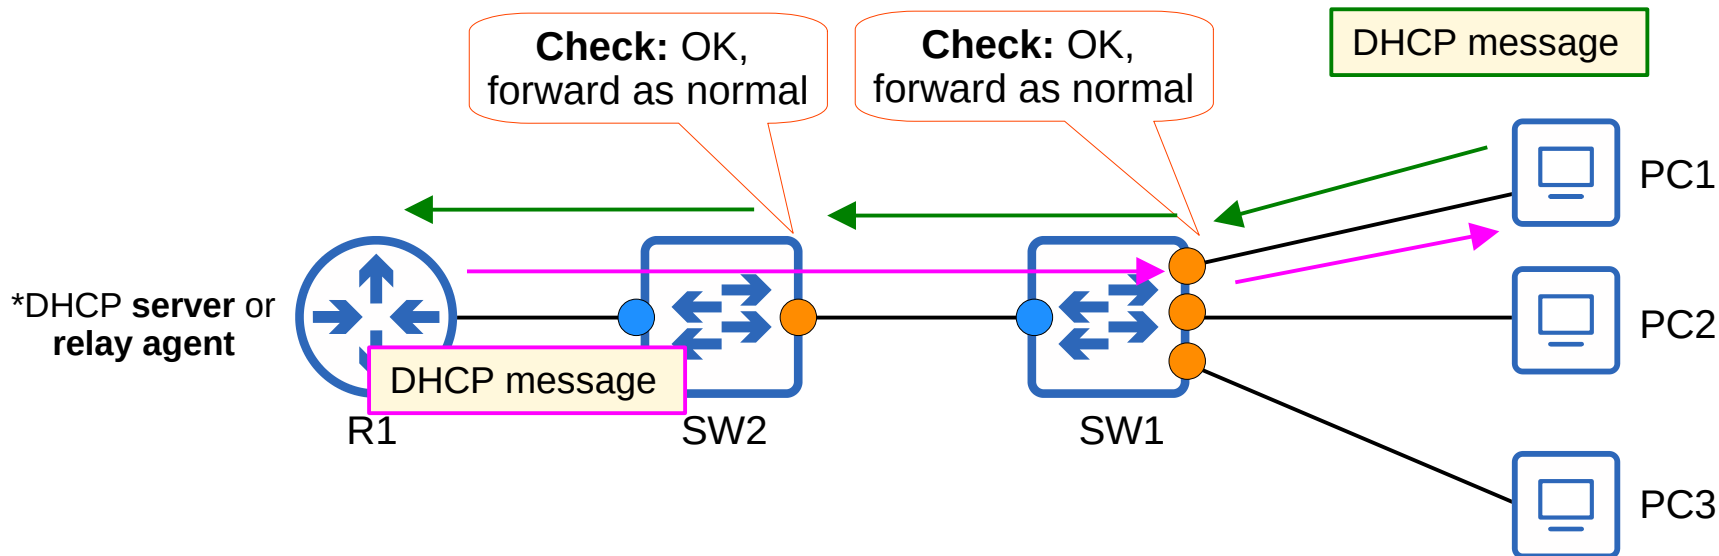 Check: OK,
forward as normal
Check: OK,
forward as normal
DHCP message
PC1
*DHCP server or
relay agent
PC2
DHCP message
R1
SW2
SW1
PC3